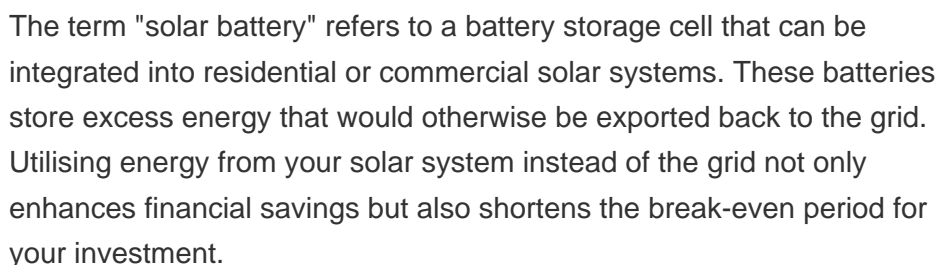 The term "solar battery" refers to a battery storage cell that can be
integrated into residential or commercial solar systems. These batteries
store excess energy that would otherwise be exported back to the grid.
Utilising energy from your solar system instead of the grid not only
enhances financial savings but also shortens the break-even period for
your investment.